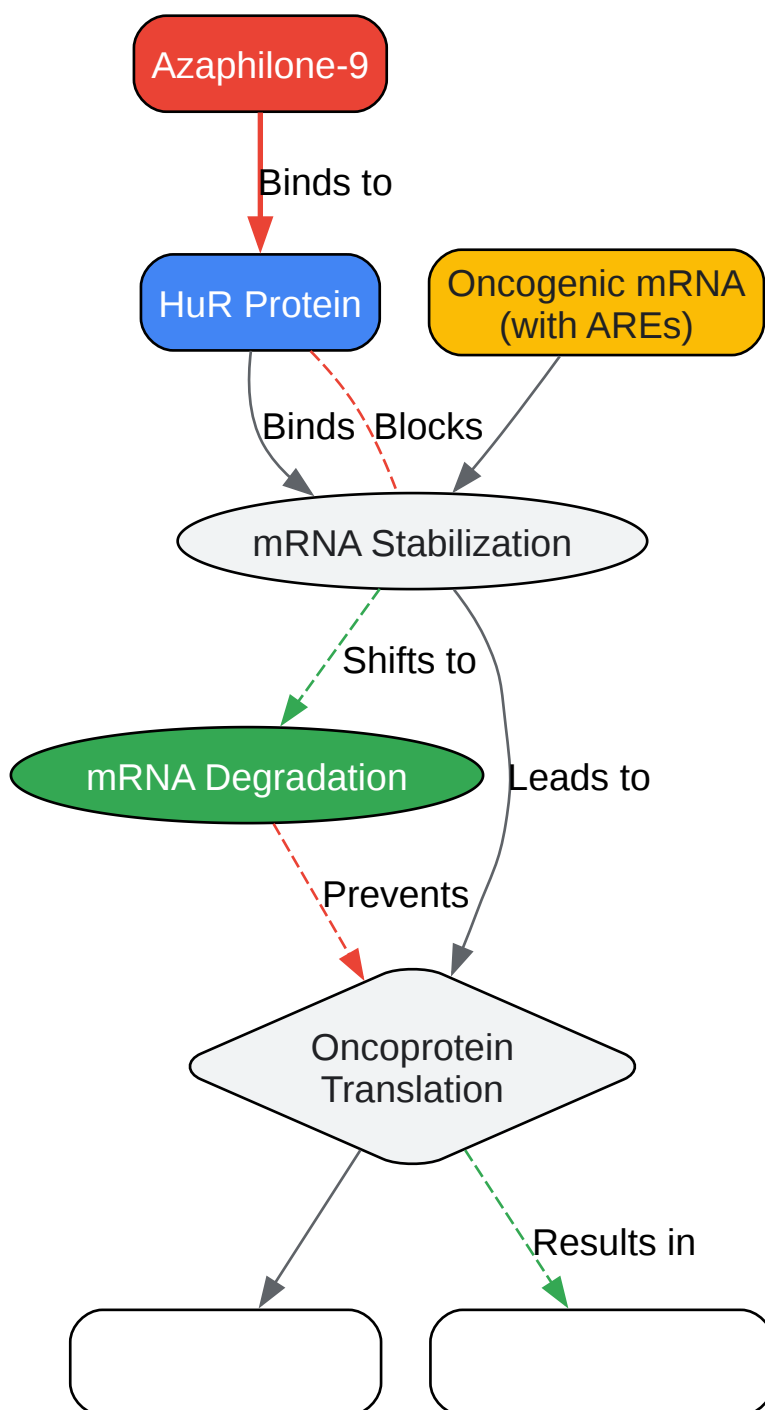 Azaphilone-9
Binds to
HuR Protein
Oncogenic mRNA
(with AREs)
Binds
Blocks
mRNA Stabilization
Shifts to
mRNA Degradation
Leads to
Prevents
Oncoprotein
Translation
Results in